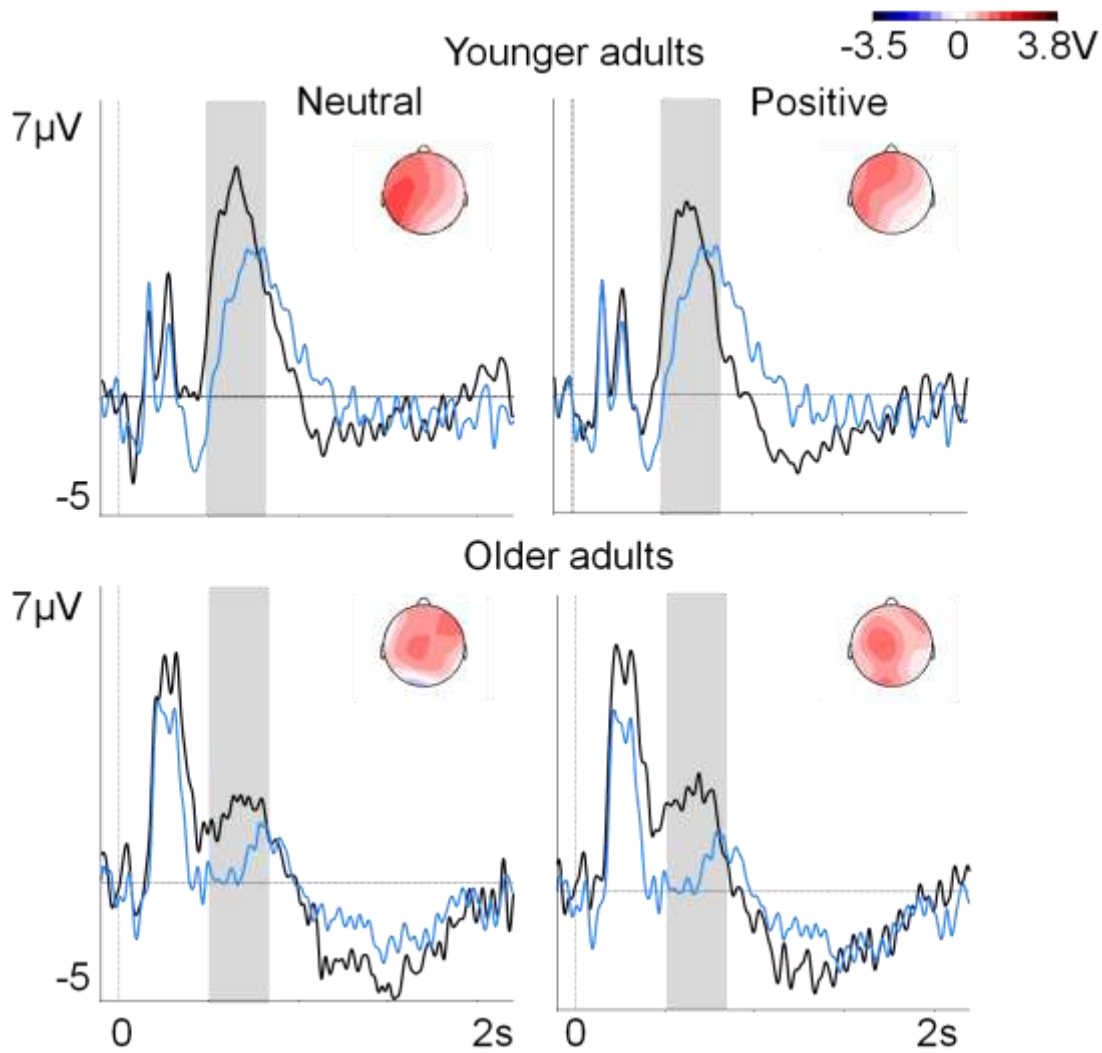 -3.5 0 3.8V
Younger adults
Neutral Positive
7µV
-5
Older adults
7µV
-5
0 2s 0 2s